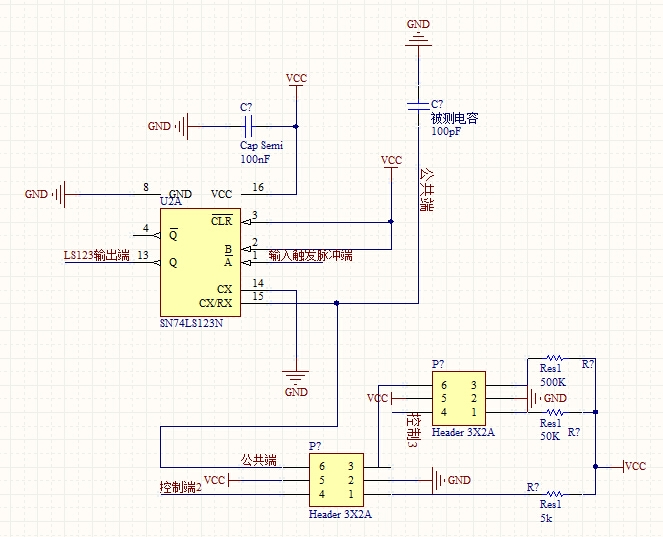 GND
VCC
C?
C?
被测电容
GND
Cap Semi
100pF
100nF
VCC
公共端
8
GND
VCC
16
GND
U2A
CLR
3
4
Q
B
2
LS123输出端
13
Q
A
1
输入触发脉冲端
CX
14
CX/RX
15
SN74LS123N
GND
P?
R?
Res1
6
3
500K
VCC
5
2
GND
4
1
Res1
控制3
Header 3X2A
50K
R?
P?
公共端
6
3
VCC
VCC
5
2
GND
控制端2
4
1
R?
Res1
Header 3X2A
5k